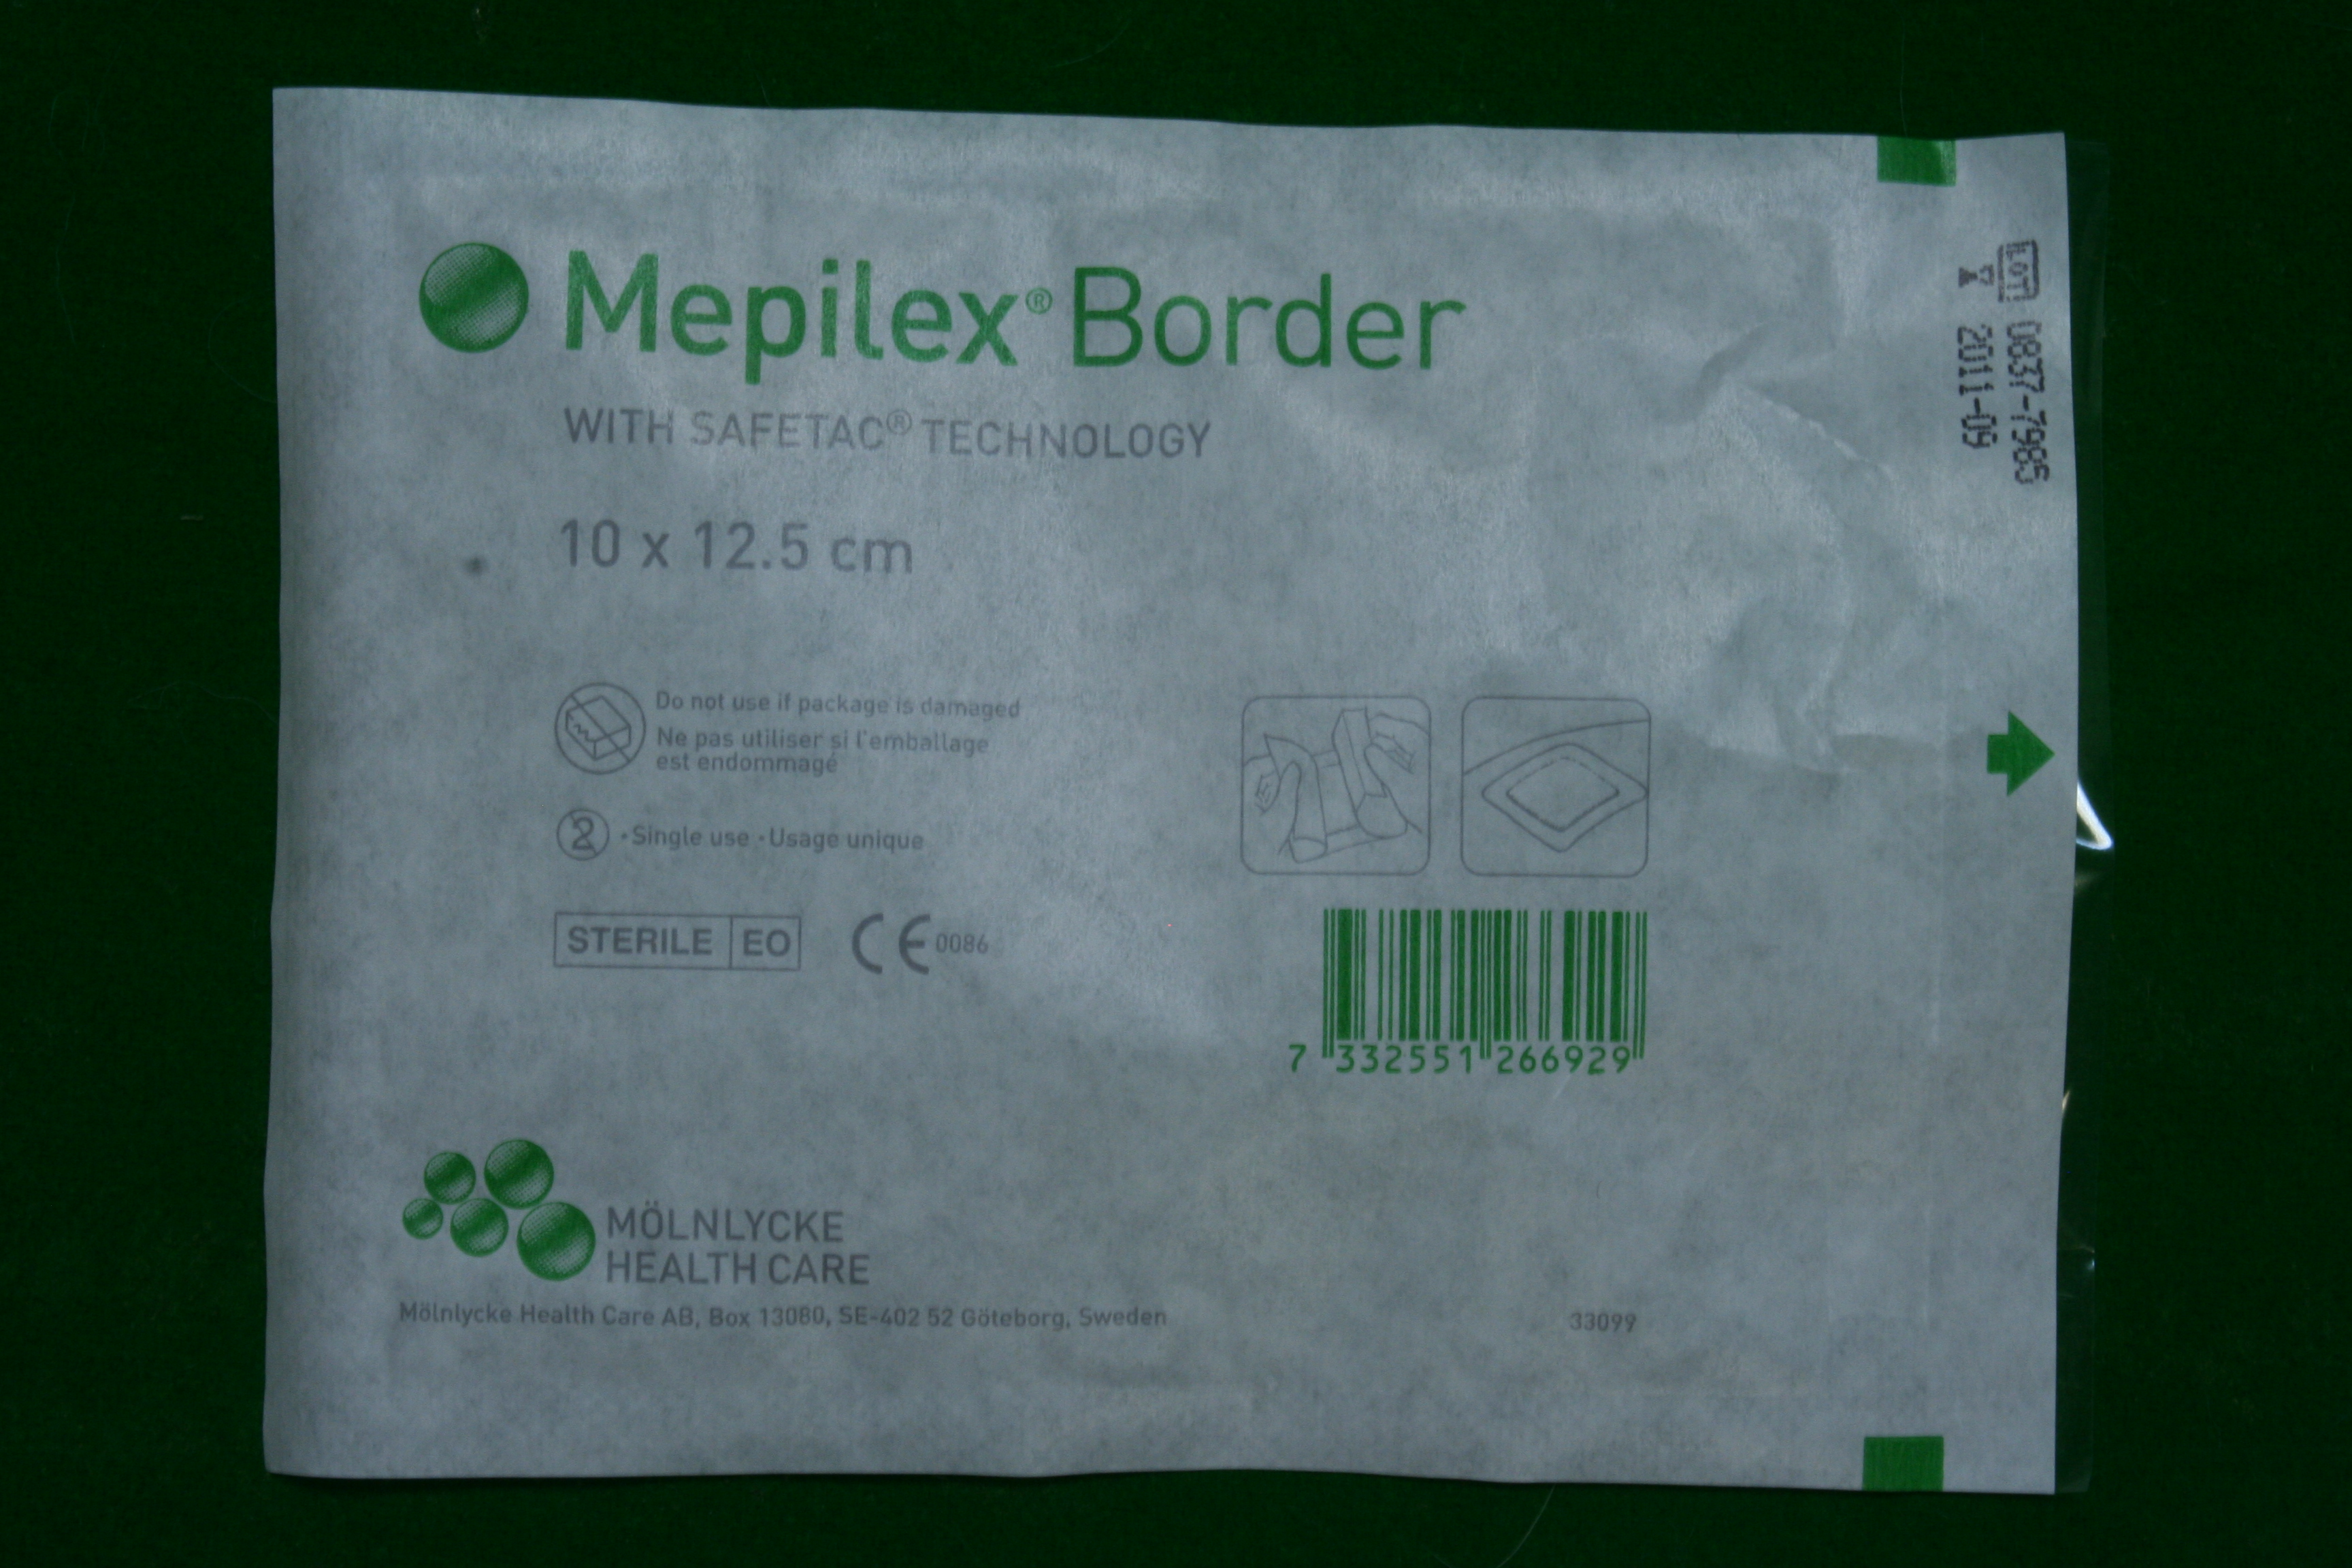 Mepilex® Border
WITH SAFETAC® TECHNOLOGY
10 x 12.5 cm
Do not use if package is damaged
Ne pas utiliser si l'emballage
est endommagé
2 •Single use •Usage unique
STERILE EO CE 0086
7 332551 266929
MÖLNLYCKE
HEALTH CARE
Mölnlycke Health Care AB, Box 13080, SE-402 52 Göteborg, Sweden
33099
LOT 0837-7985
2011-09